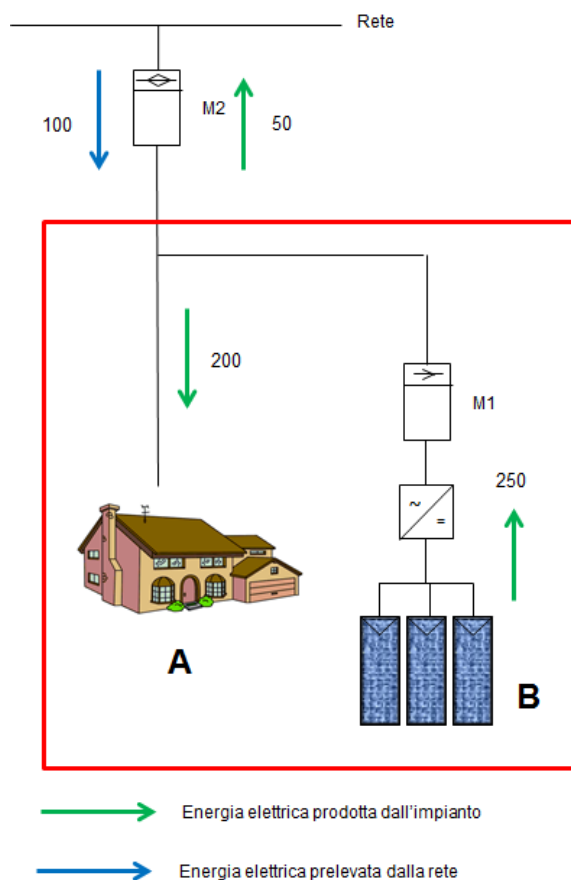 Rete
M2
100
50
200
M1
250
~
=
A
B
Energia elettrica prodotta dall'impianto
Energia elettrica prelevata dalla rete